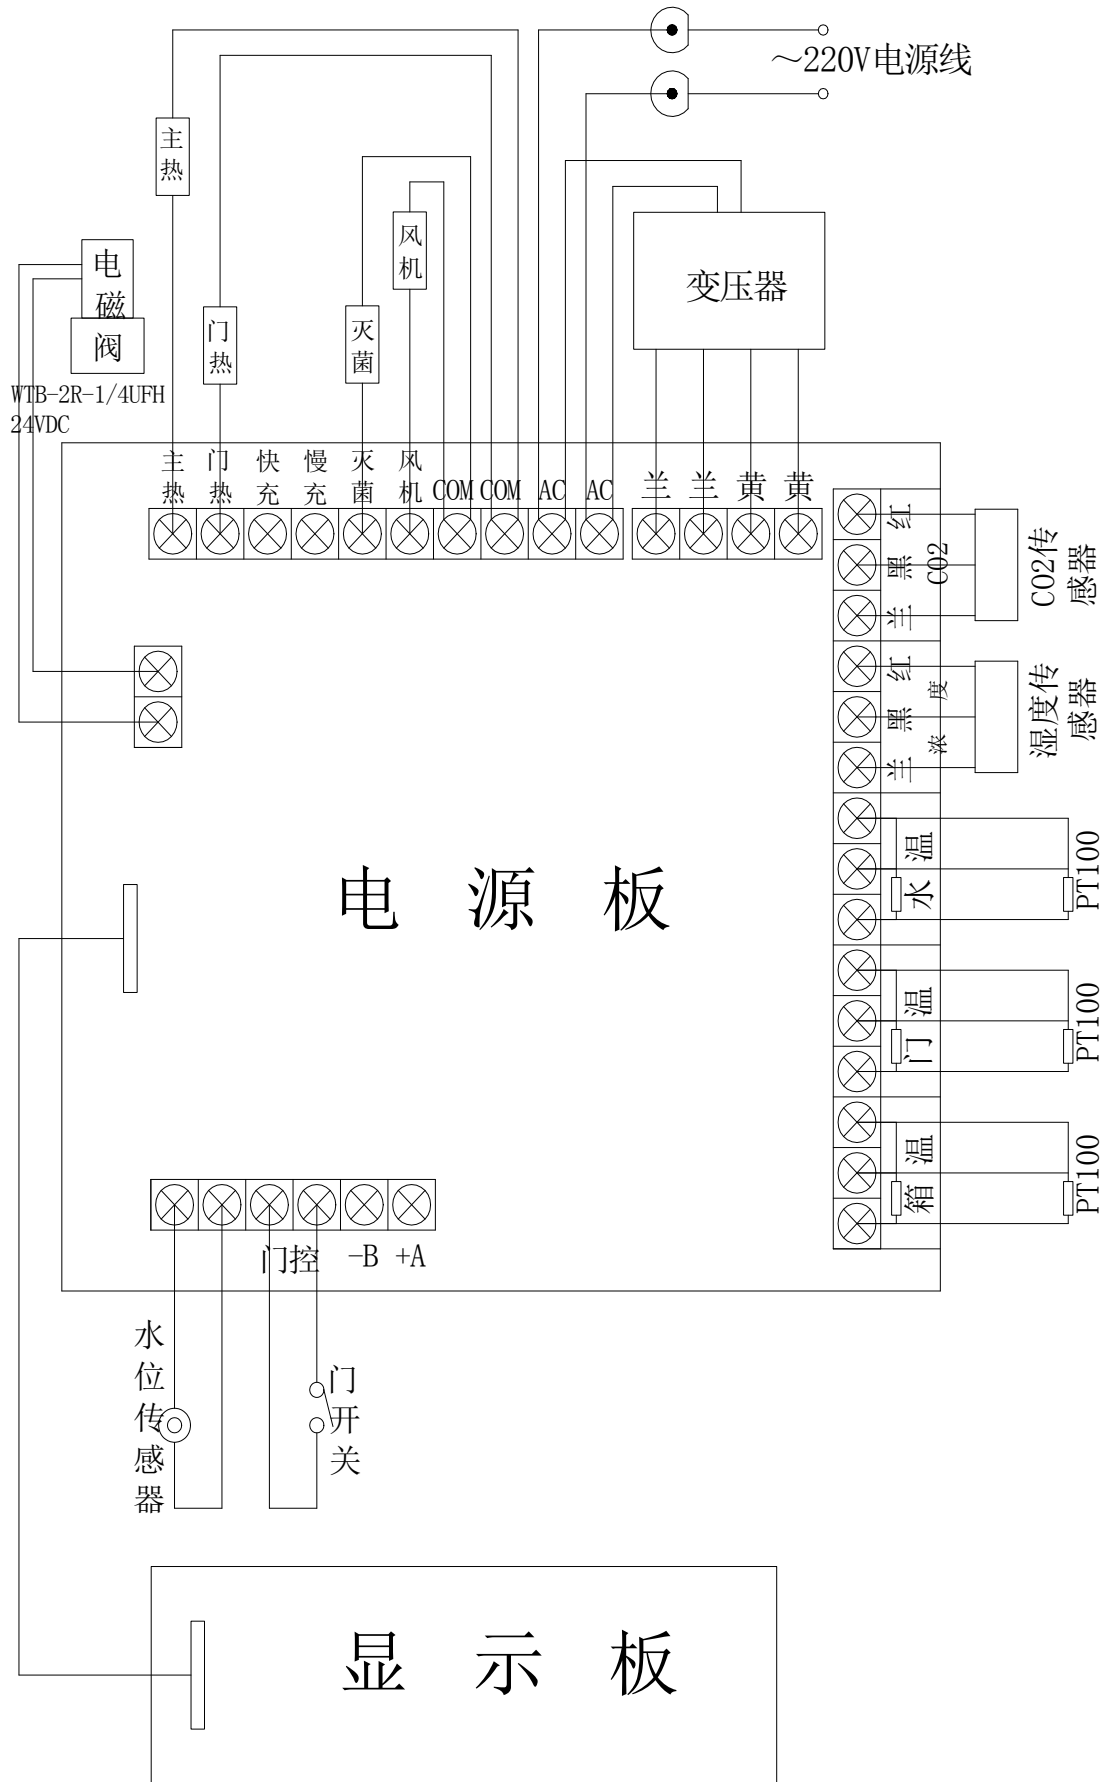 ～220V电源线
主热
电磁阀
WTB-2R-1/4UFH
24VDC
门热
灭菌
风机
变压器
主热
门热
快充
慢充
灭菌
风机
COM
COM
AC
AC
兰
兰
黄
黄
红
黑
兰
CO2
CO2传
感器
红
黑
兰
浓度
湿度传
感器
水温
PT100
门温
PT100
箱温
PT100
电源板
门控
-B
+A
水位传感器
门开关
显示板